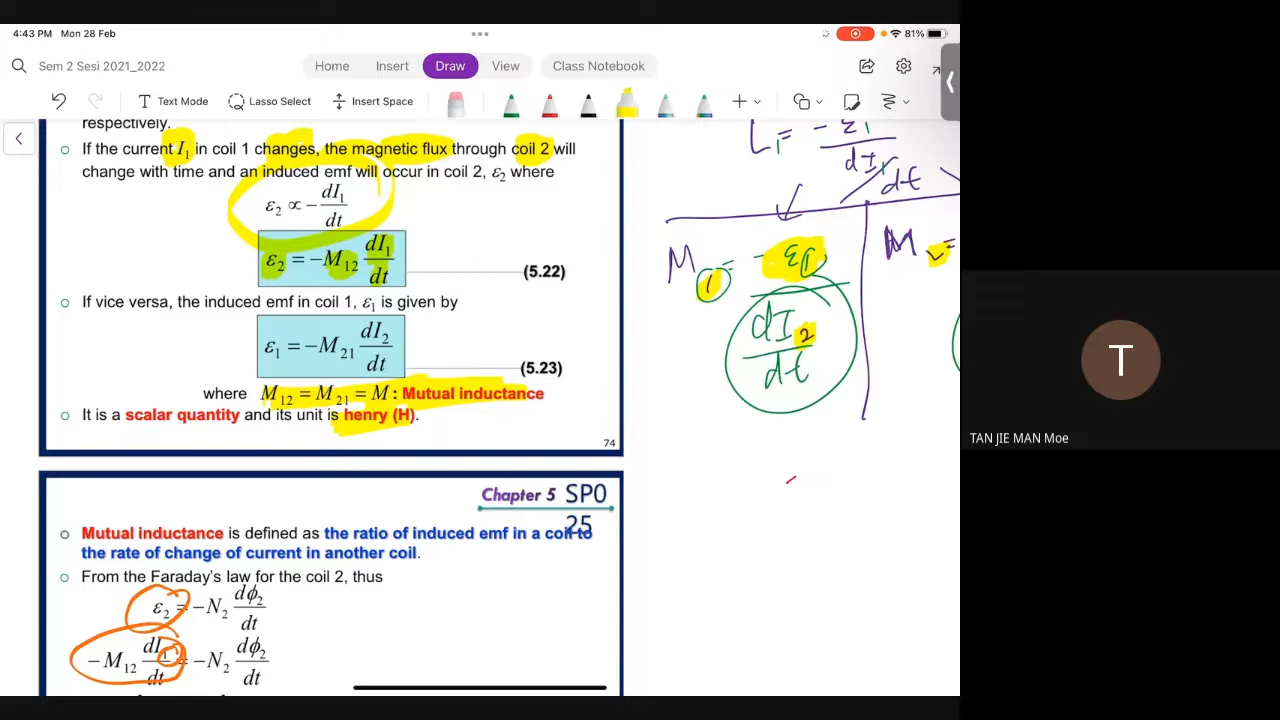 4:43 PM Mon 28 Feb
81%
Sem 2 Sesi 2021_2022
Home Insert Draw View Class Notebook
Text Mode Lasso Select Insert Space
respectively.
If the current I₁ in coil 1 changes, the magnetic flux through coil 2 will
change with time and an induced emf will occur in coil 2, ε₂ where
ε₂ ∝ − dI₁/dt
ε₂ = −M₁₂ dI₁/dt (5.22)
If vice versa, the induced emf in coil 1, ε₁ is given by
ε₁ = −M₂₁ dI₂/dt (5.23)
where M₁₂ = M₂₁ = M: Mutual inductance
It is a scalar quantity and its unit is henry (H).
74
Chapter 5 SP0
25
Mutual inductance is defined as the ratio of induced emf in a coil to
the rate of change of current in another coil.
From the Faraday's law for the coil 2, thus
ε₂ = −N₂ dϕ₂/dt
−M₁₂ dI₁/dt = −N₂ dϕ₂/dt
L₁ = − ε₁ / dI₁/dt
M₁ = − ε₁ / dI₂/dt
M₂ =
T
TAN JIE MAN Moe